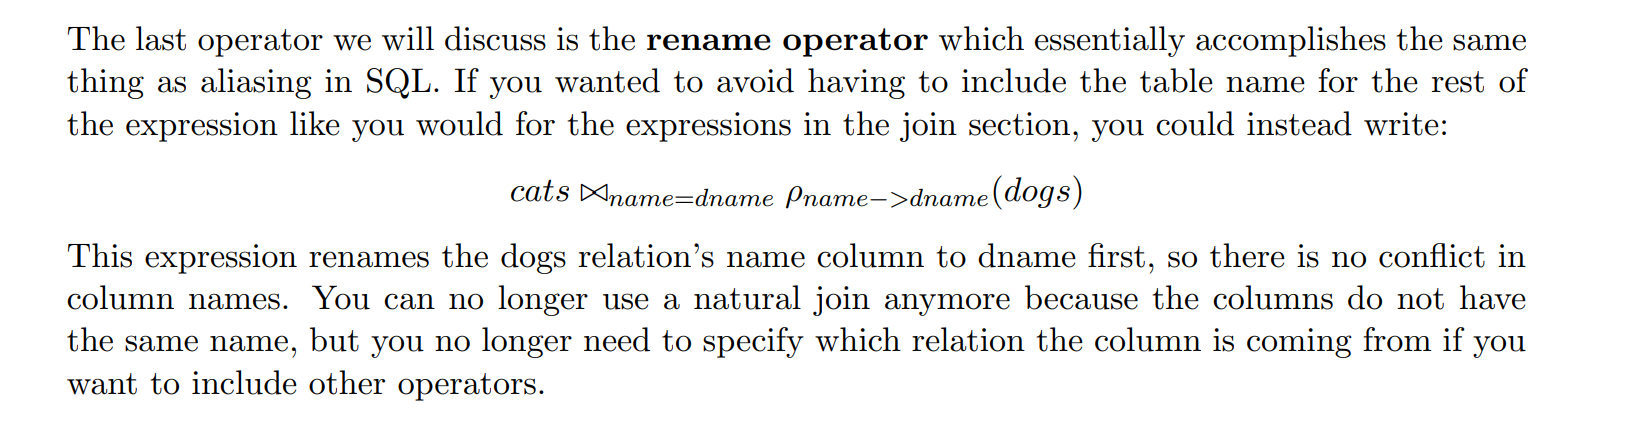 The last operator we will discuss is the rename operator which essentially accomplishes the same
thing as aliasing in SQL. If you wanted to avoid having to include the table name for the rest of
the expression like you would for the expressions in the join section, you could instead write:
cats ⋈name=dname ρname−>dname(dogs)
This expression renames the dogs relation’s name column to dname first, so there is no conflict in
column names. You can no longer use a natural join anymore because the columns do not have
the same name, but you no longer need to specify which relation the column is coming from if you
want to include other operators.